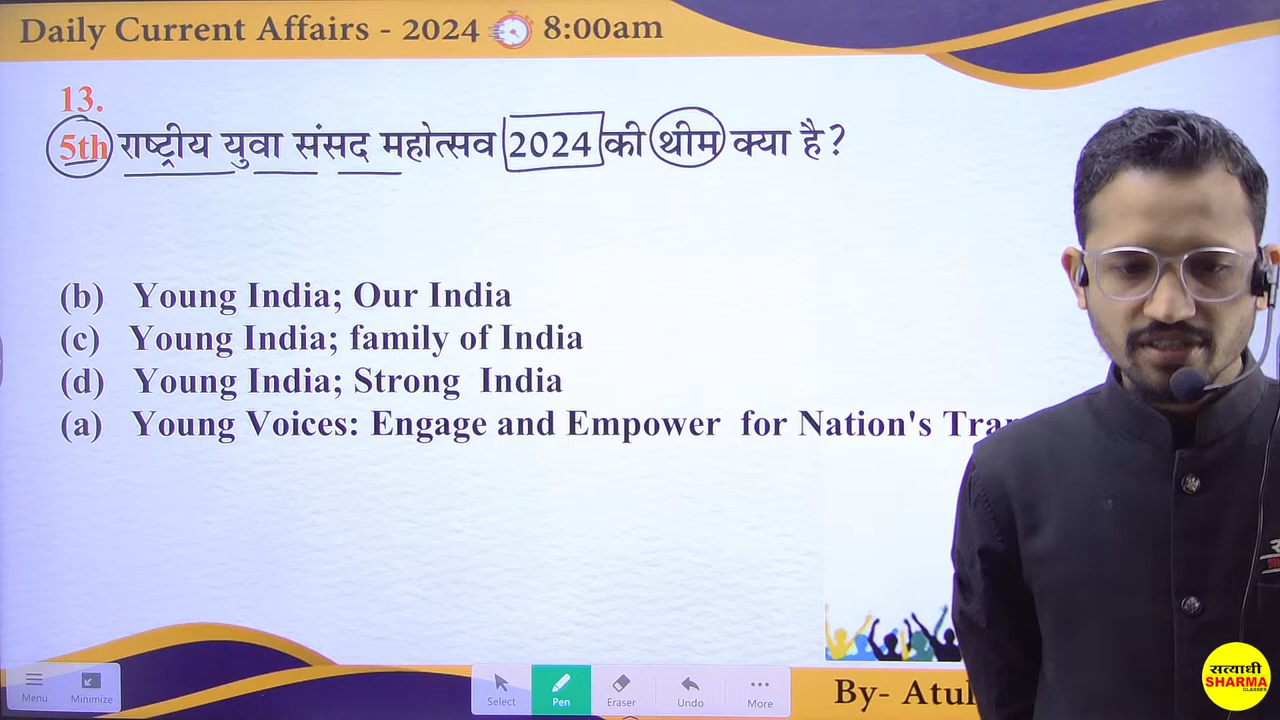 Daily Current Affairs - 2024 8:00am
13.
5th राष्ट्रीय युवा संसद महोत्सव 2024 की थीम क्या है?
(b) Young India; Our India
(c) Young India; family of India
(d) Young India; Strong India
(a) Young Voices: Engage and Empower for Nation's
By- Atul
Menu Minimize Select Pen Eraser Undo More
सत्याधी
SHARMA
CLASSES